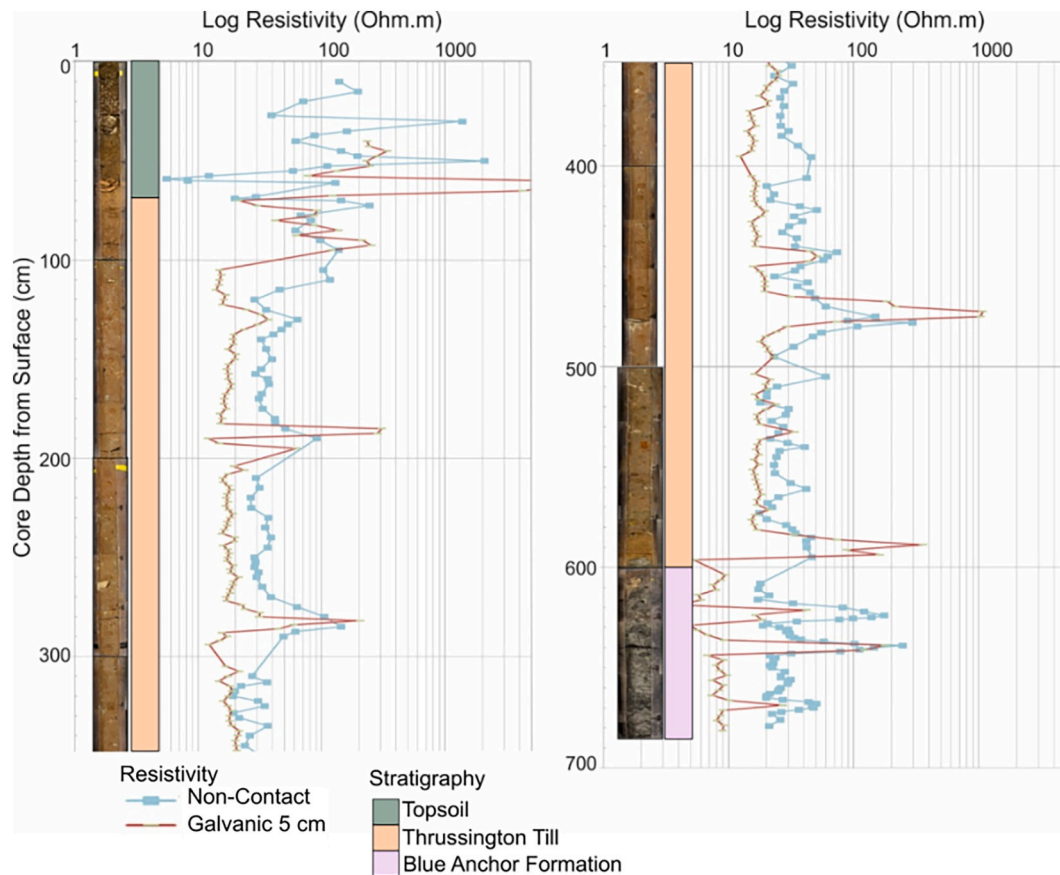 Log Resistivity (Ohm.m)
1 10 100 1000
0
100
200
300
Core Depth from Surface (cm)
Log Resistivity (Ohm.m)
1 10 100 1000
400
500
600
700
Resistivity
Non-Contact
Galvanic 5 cm
Stratigraphy
Topsoil
Thrussington Till
Blue Anchor Formation